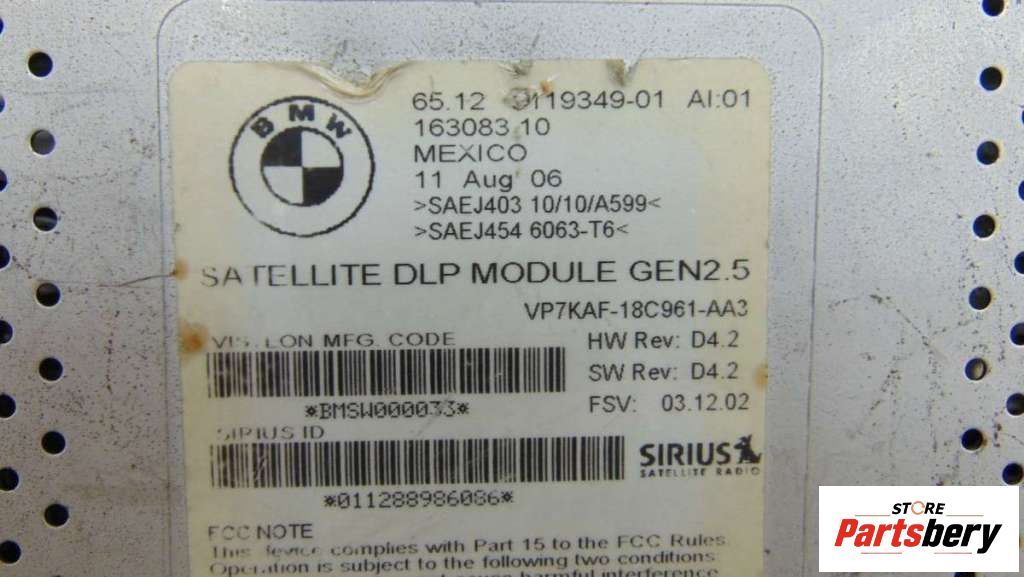 BMW
65.12 9119349-01 AI:01
163083 10
MEXICO
11 Aug 06
>SAEJ403 10/10/A599<
>SAEJ454 6063-T6<
SATELLITE DLP MODULE GEN2.5
VP7KAF-18C961-AA3
VISTEON MFG. CODE
HW Rev: D4.2
SW Rev: D4.2
*BMSW000033*
FSV: 03.12.02
SIRIUS ID
SIRIUS
SATELLITE RADIO
*011288986086*
FCC NOTE
This device complies with Part 15 to the FCC Rules.
Operation is subject to the following two conditions
harmful interference
STORE
Partsbery